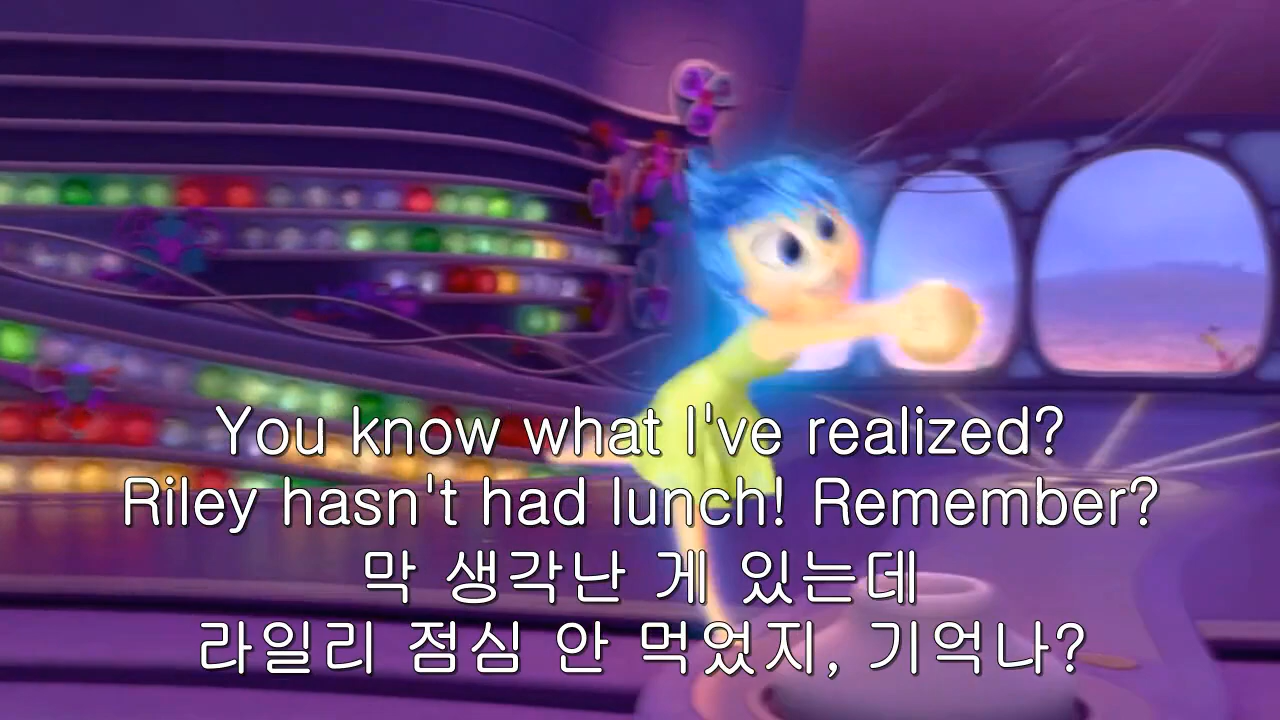 You know what I've realized?
Riley hasn't had lunch! Remember?
막 생각난 게 있는데
라일리 점심 안 먹었지, 기억나?